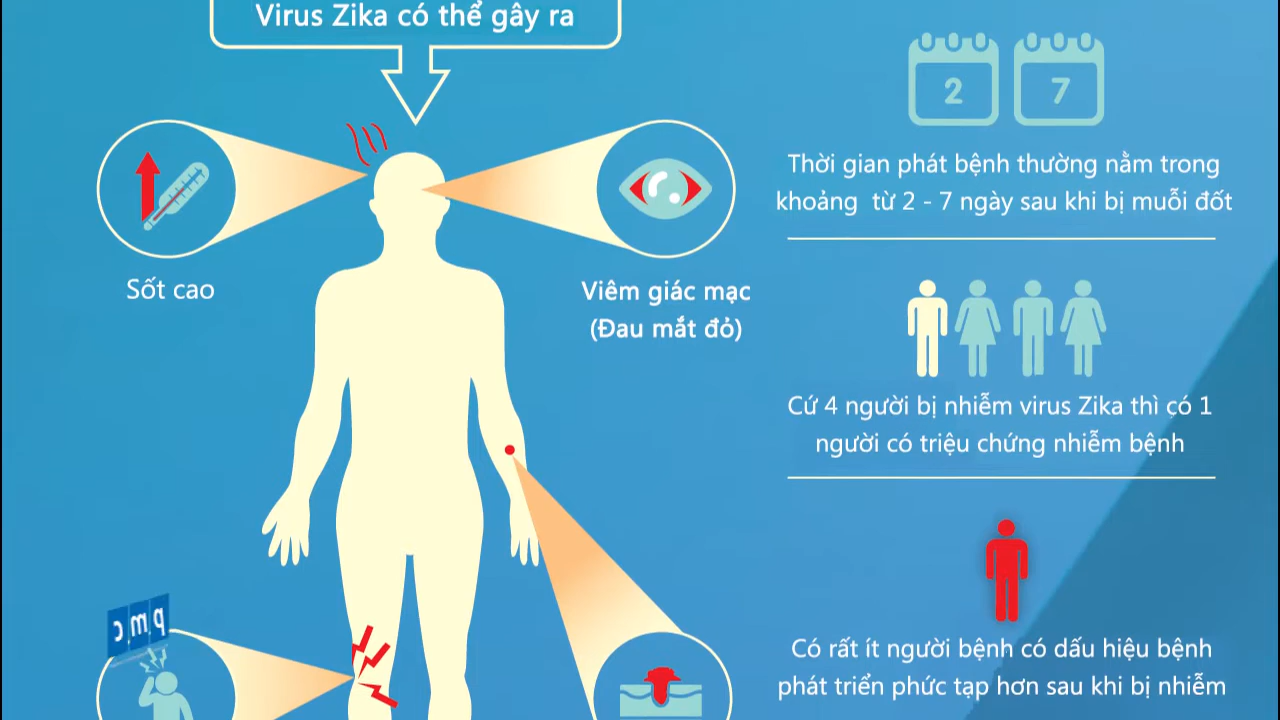 Virus Zika có thể gây ra
2 7
Thời gian phát bệnh thường nằm trong
khoảng từ 2 - 7 ngày sau khi bị muỗi đốt
Sốt cao
Viêm giác mạc
(Đau mắt đỏ)
Cứ 4 người bị nhiễm virus Zika thì có 1
người có triệu chứng nhiễm bệnh
pmc
Có rất ít người bệnh có dấu hiệu bệnh
phát triển phức tạp hơn sau khi bị nhiễm